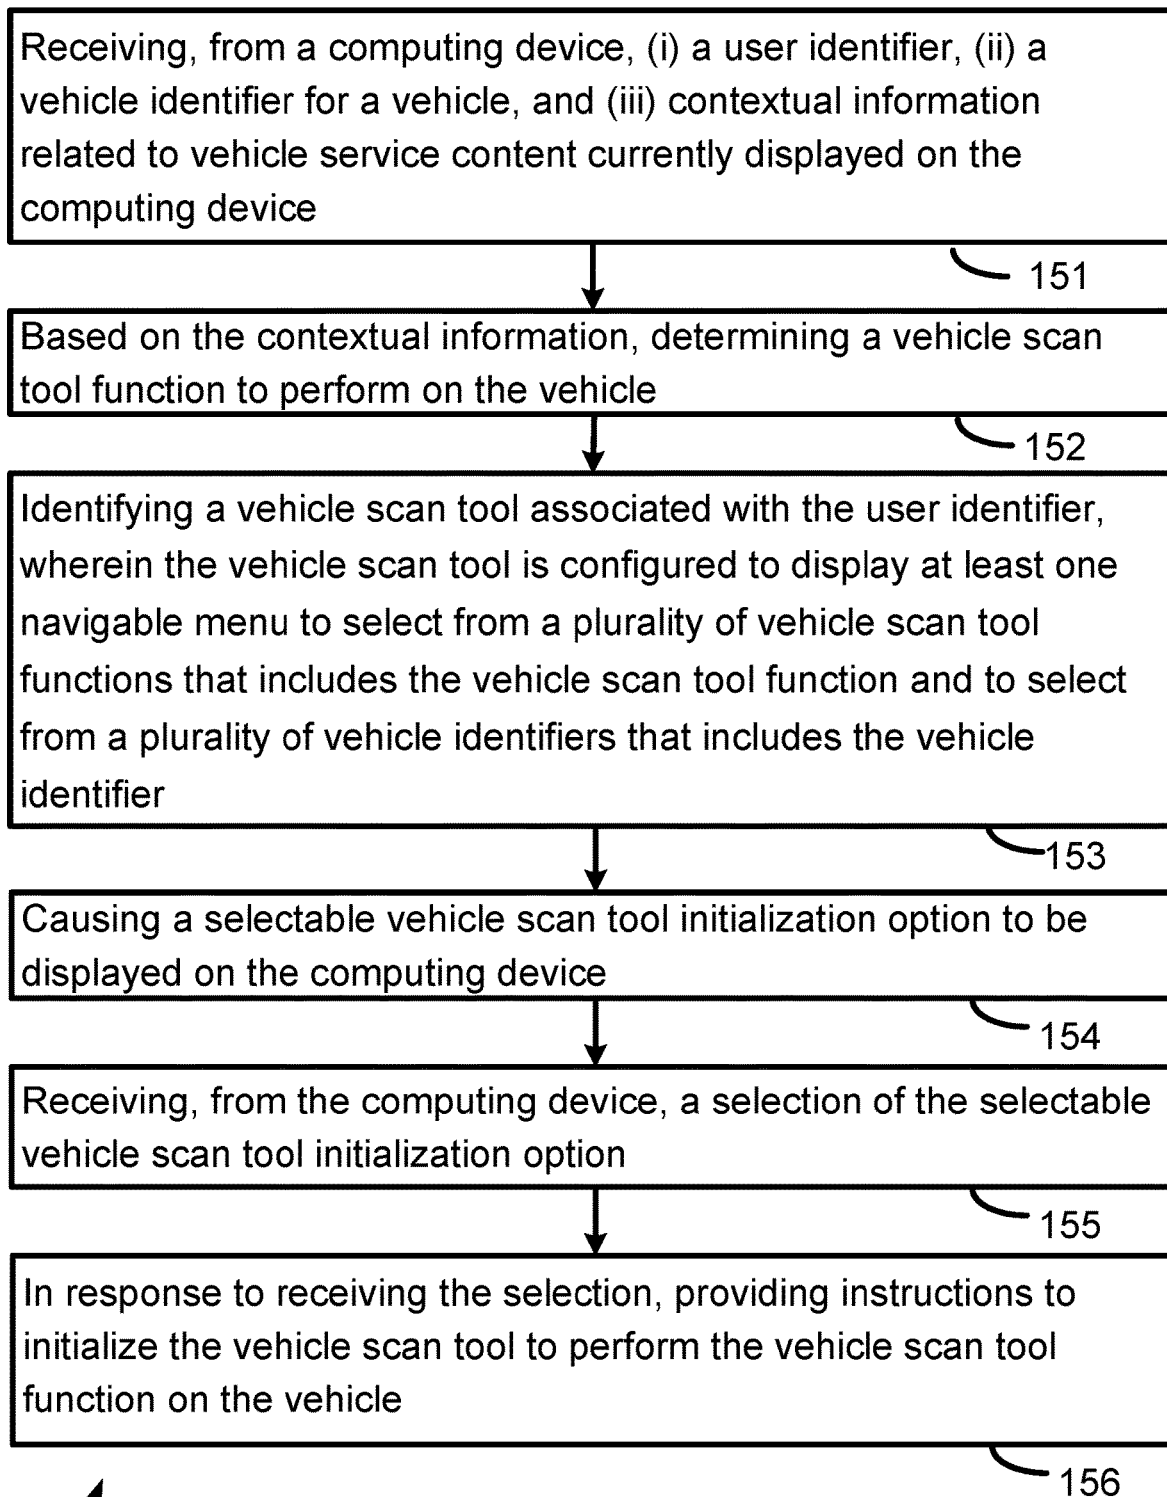 Receiving, from a computing device, (i) a user identifier, (ii) a
vehicle identifier for a vehicle, and (iii) contextual information
related to vehicle service content currently displayed on the
computing device
151
Based on the contextual information, determining a vehicle scan
tool function to perform on the vehicle
152
Identifying a vehicle scan tool associated with the user identifier,
wherein the vehicle scan tool is configured to display at least one
navigable menu to select from a plurality of vehicle scan tool
functions that includes the vehicle scan tool function and to select
from a plurality of vehicle identifiers that includes the vehicle
identifier
153
Causing a selectable vehicle scan tool initialization option to be
displayed on the computing device
154
Receiving, from the computing device, a selection of the selectable
vehicle scan tool initialization option
155
In response to receiving the selection, providing instructions to
initialize the vehicle scan tool to perform the vehicle scan tool
function on the vehicle
156